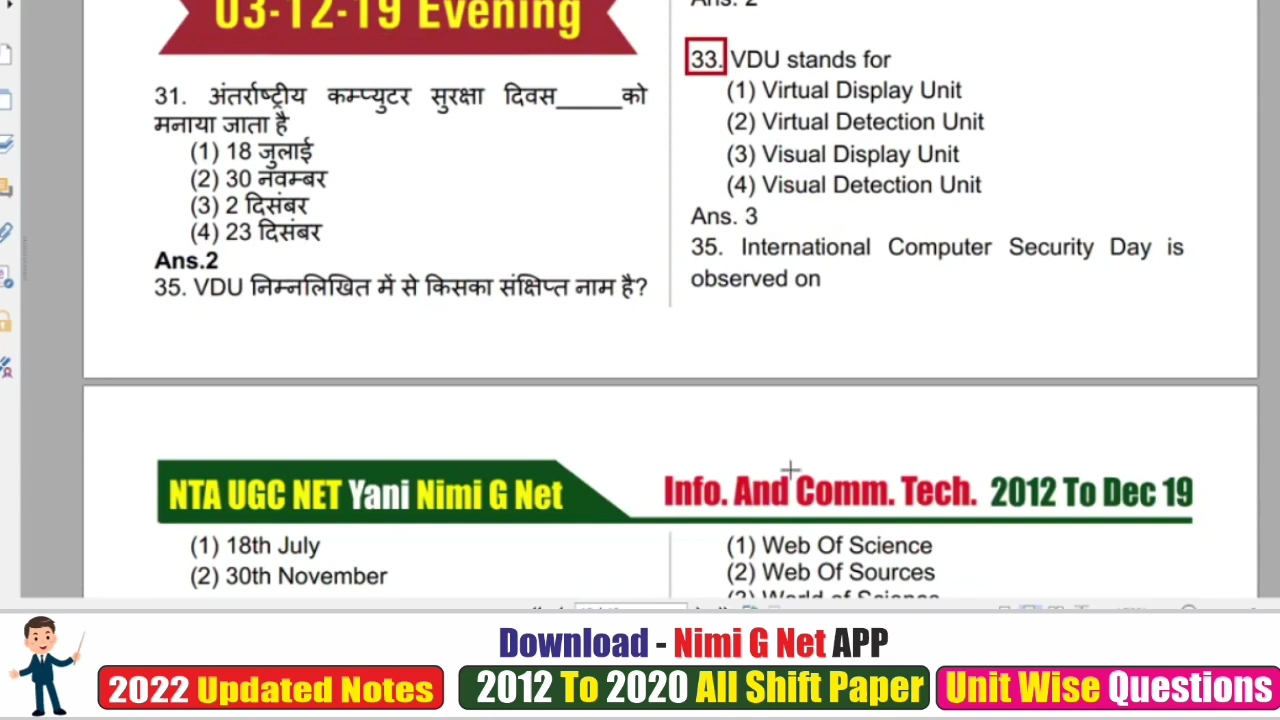 03-12-19 Evening
31. अंतर्राष्ट्रीय कम्प्युटर सुरक्षा दिवस_____को
मनाया जाता है
(1) 18 जुलाई
(2) 30 नवम्बर
(3) 2 दिसंबर
(4) 23 दिसंबर
Ans.2
35. VDU निम्नलिखित में से किसका संक्षिप्त नाम है?
Ans. 2
33. VDU stands for
(1) Virtual Display Unit
(2) Virtual Detection Unit
(3) Visual Display Unit
(4) Visual Detection Unit
Ans. 3
35. International Computer Security Day is
observed on
NTA UGC NET Yani Nimi G Net
Info. And Comm. Tech. 2012 To Dec 19
(1) 18th July
(2) 30th November
(1) Web Of Science
(2) Web Of Sources
(3) World of Science
Download - Nimi G Net APP
2022 Updated Notes
2012 To 2020 All Shift Paper
Unit Wise Questions